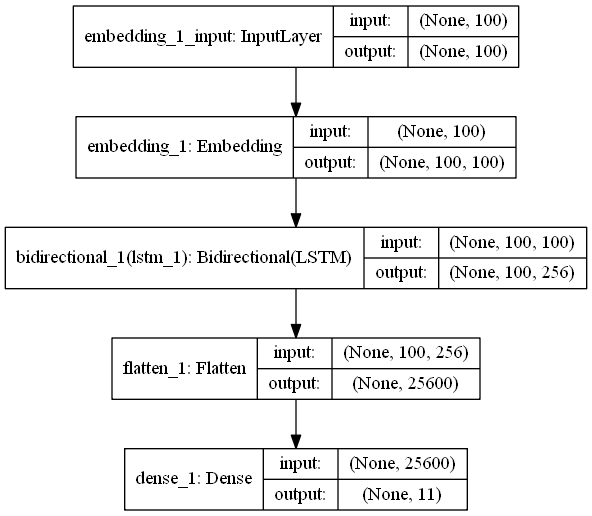 embedding_1_input: InputLayer
input: (None, 100)
output: (None, 100)
embedding_1: Embedding
input: (None, 100)
output: (None, 100, 100)
bidirectional_1(lstm_1): Bidirectional(LSTM)
input: (None, 100, 100)
output: (None, 100, 256)
flatten_1: Flatten
input: (None, 100, 256)
output: (None, 25600)
dense_1: Dense
input: (None, 25600)
output: (None, 11)